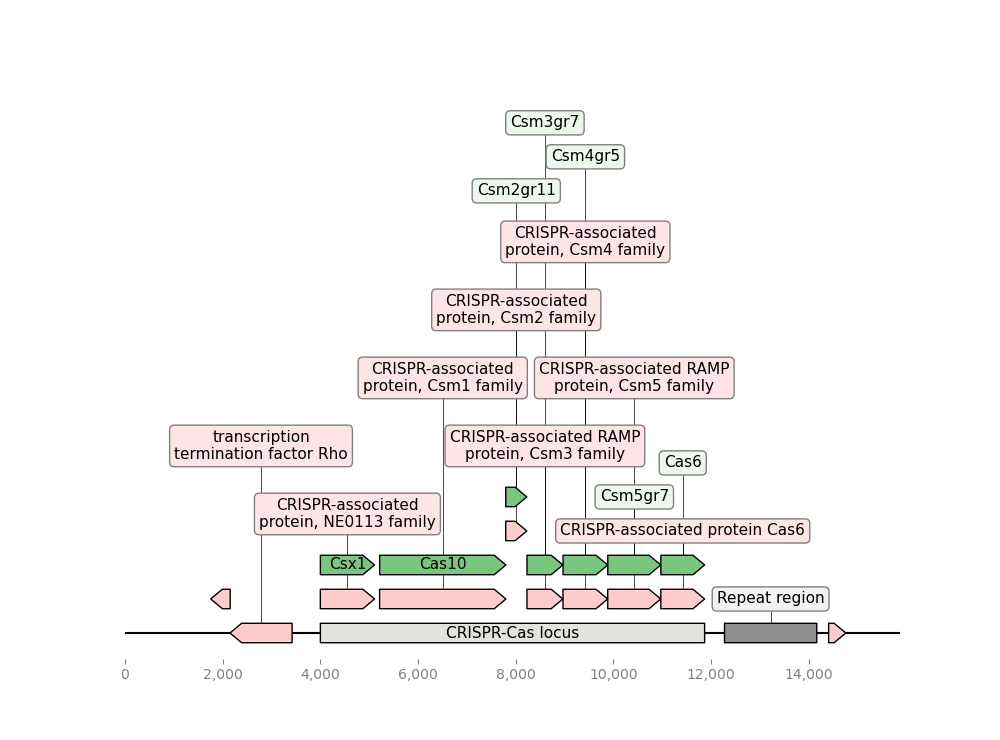 Csm3gr7
Csm4gr5
Csm2gr11
CRISPR-associated
protein, Csm4 family
CRISPR-associated
protein, Csm2 family
CRISPR-associated
protein, Csm1 family
CRISPR-associated RAMP
protein, Csm5 family
transcription
termination factor Rho
CRISPR-associated RAMP
protein, Csm3 family
Cas6
CRISPR-associated
protein, NE0113 family
Csm5gr7
CRISPR-associated protein Cas6
Csx1
Cas10
Repeat region
CRISPR-Cas locus
0 2,000 4,000 6,000 8,000 10,000 12,000 14,000